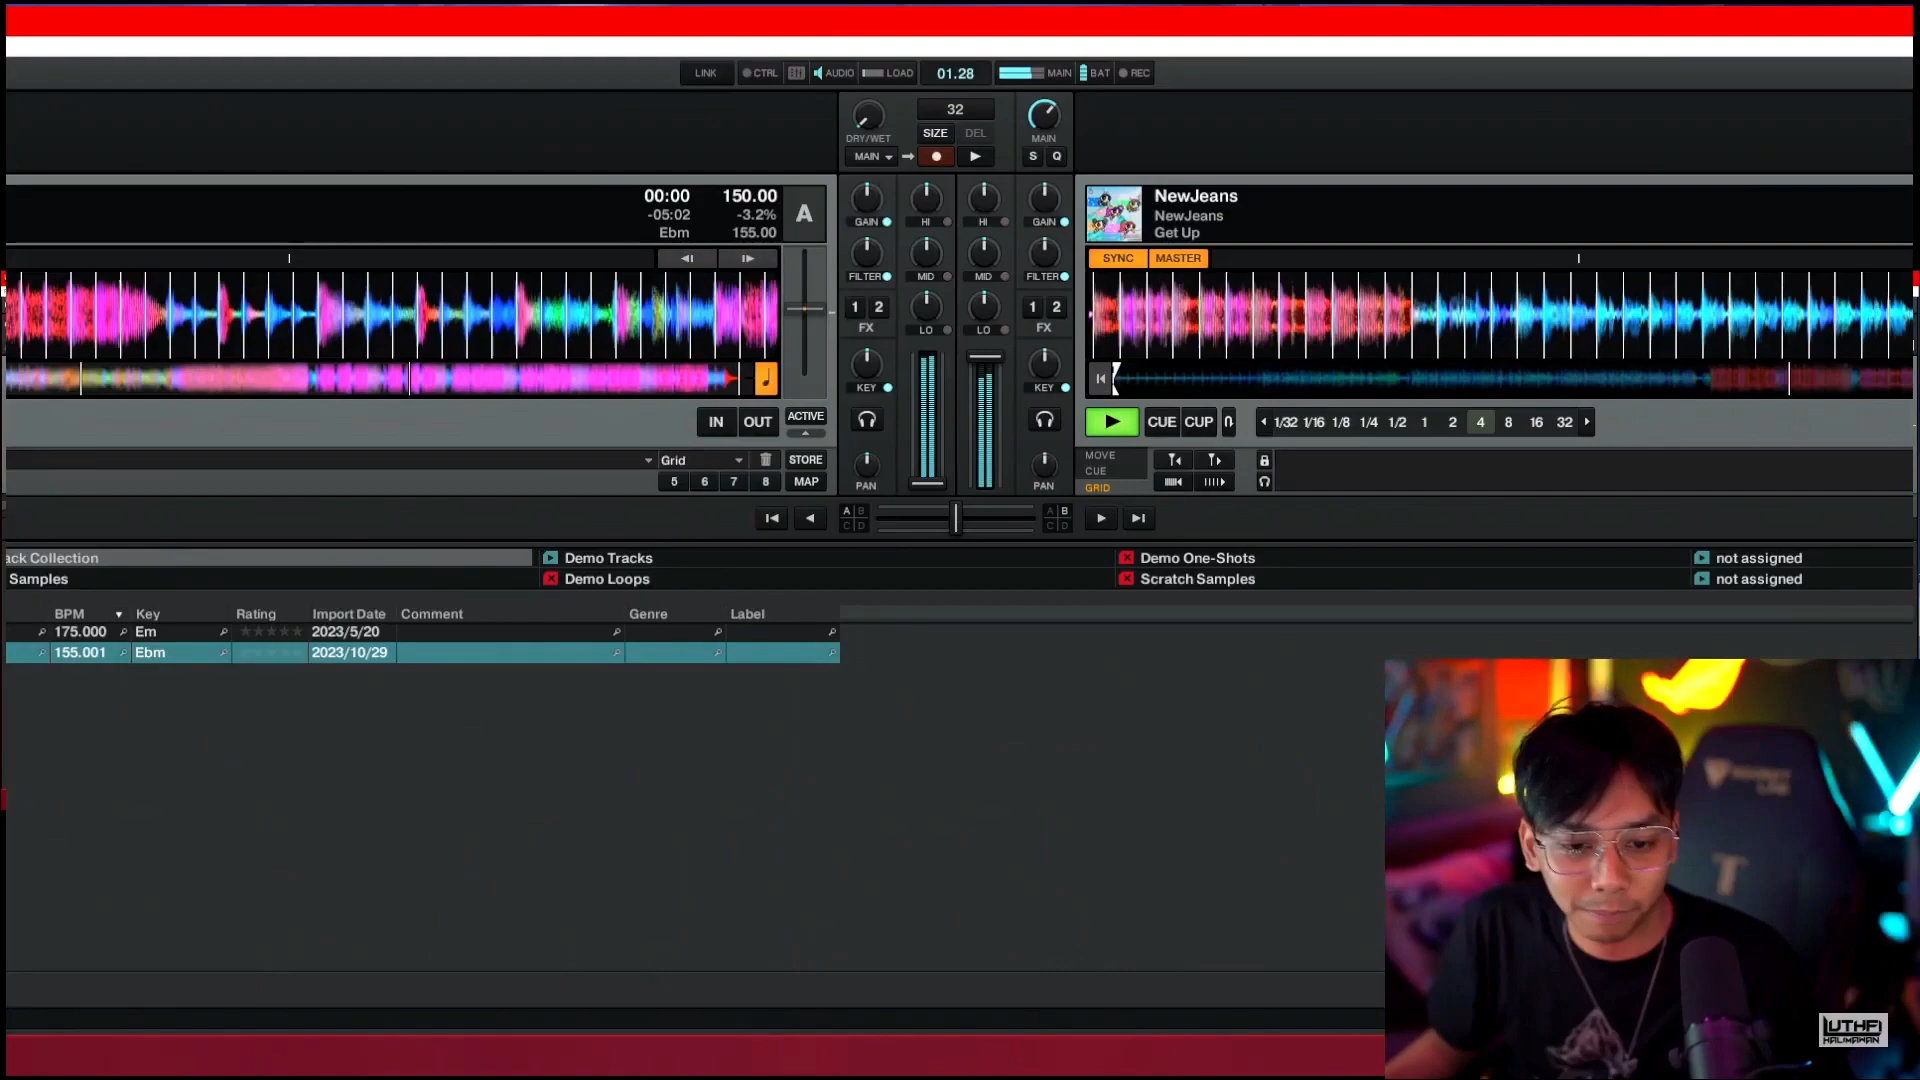 LINK CTRL AUDIO LOAD 01.28 MAIN BAT REC
32
DRY/WET SIZE DEL MAIN
MAIN S Q
00:00 150.00
-05:02 -3.2%
Ebm 155.00
A
GAIN HI HI GAIN
FILTER MID MID FILTER
1 2 LO LO 1 2
FX FX
KEY KEY
PAN PAN
NewJeans
NewJeans
Get Up
SYNC MASTER
IN OUT ACTIVE
CUE CUP 1/32 1/16 1/8 1/4 1/2 1 2 4 8 16 32
Grid STORE
5 6 7 8 MAP
MOVE
CUE
GRID
A B A B
C D C D
ack Collection Demo Tracks Demo One-Shots not assigned
Samples Demo Loops Scratch Samples not assigned
BPM Key Rating Import Date Comment Genre Label
175.000 Em 2023/5/20
155.001 Ebm 2023/10/29
LUTHFI
HALIMAWAN